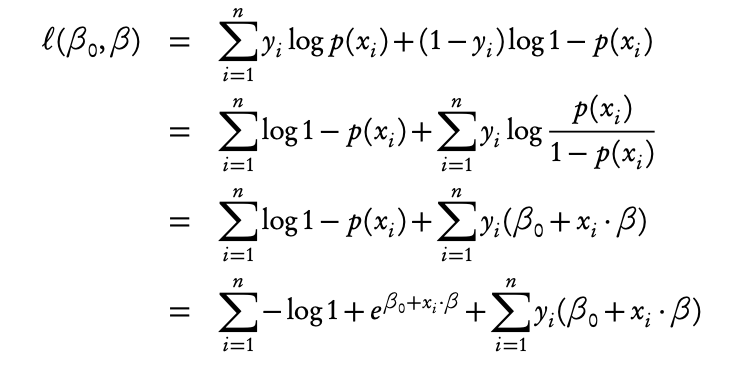 ℓ(β₀, β) = ∑ᵢ₌₁ⁿ yᵢ log p(xᵢ) + (1 − yᵢ) log 1 − p(xᵢ)
= ∑ᵢ₌₁ⁿ log 1 − p(xᵢ) + ∑ᵢ₌₁ⁿ yᵢ log p(xᵢ) / 1 − p(xᵢ)
= ∑ᵢ₌₁ⁿ log 1 − p(xᵢ) + ∑ᵢ₌₁ⁿ yᵢ(β₀ + xᵢ · β)
= ∑ᵢ₌₁ⁿ − log 1 + e^{β₀+xᵢ·β} + ∑ᵢ₌₁ⁿ yᵢ(β₀ + xᵢ · β)